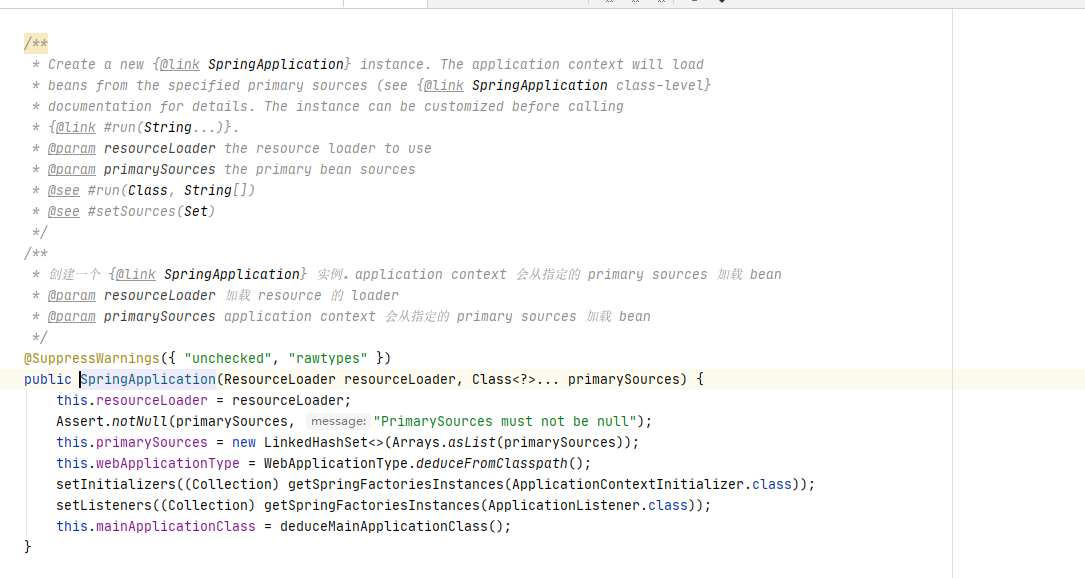 /**
 * Create a new {@link SpringApplication} instance. The application context will load
 * beans from the specified primary sources (see {@link SpringApplication class-level}
 * documentation for details. The instance can be customized before calling
 * {@link #run(String...)}.
 * @param resourceLoader the resource loader to use
 * @param primarySources the primary bean sources
 * @see #run(Class, String[])
 * @see #setSources(Set)
 */
/**
 * 创建一个 {@link SpringApplication} 实例。application context 会从指定的 primary sources 加载 bean
 * @param resourceLoader 加载 resource 的 loader
 * @param primarySources application context 会从指定的 primary sources 加载 bean
 */
@SuppressWarnings({ "unchecked", "rawtypes" })
public SpringApplication(ResourceLoader resourceLoader, Class<?>... primarySources) {
    this.resourceLoader = resourceLoader;
    Assert.notNull(primarySources, message: "PrimarySources must not be null");
    this.primarySources = new LinkedHashSet<>(Arrays.asList(primarySources));
    this.webApplicationType = WebApplicationType.deduceFromClasspath();
    setInitializers((Collection) getSpringFactoriesInstances(ApplicationContextInitializer.class));
    setListeners((Collection) getSpringFactoriesInstances(ApplicationListener.class));
    this.mainApplicationClass = deduceMainApplicationClass();
}